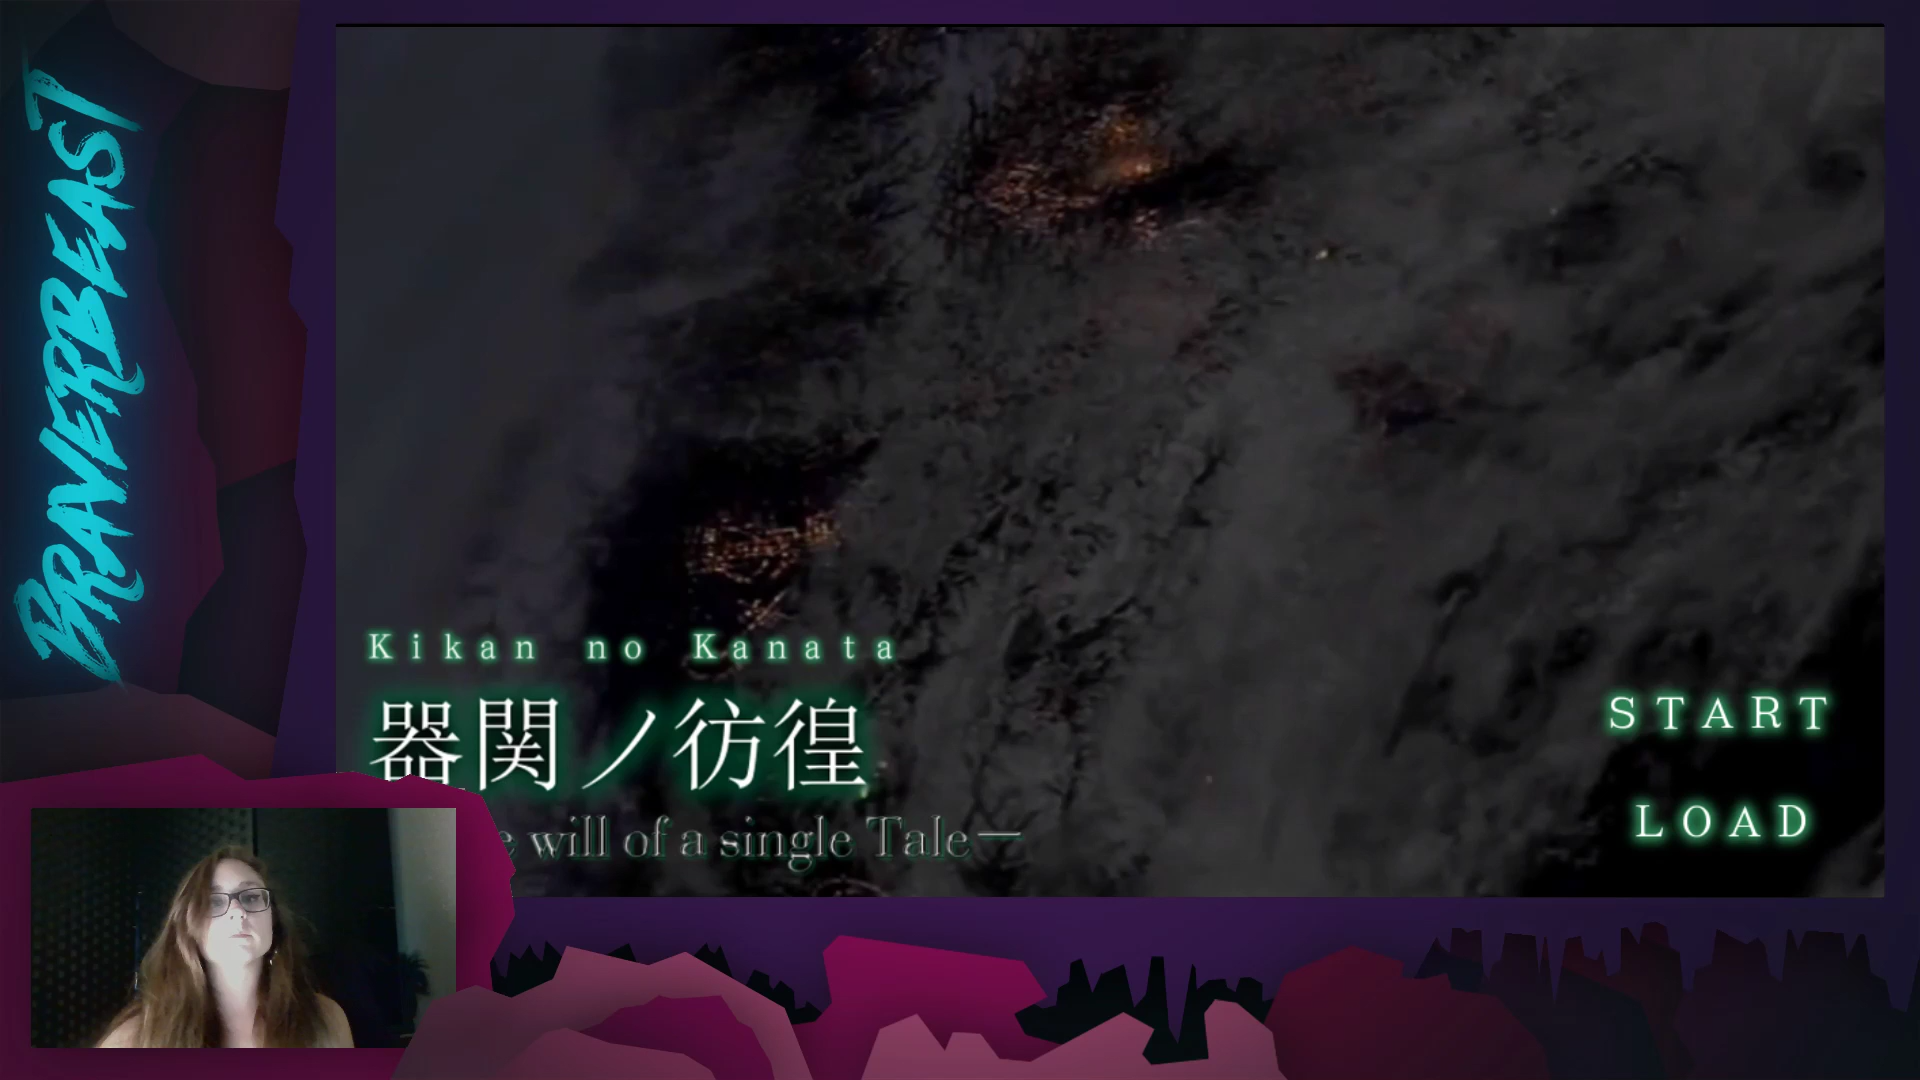 BRAVERBEAST
Kikan no Kanata
器関ノ彷徨
will of a single Tale—
START
LOAD